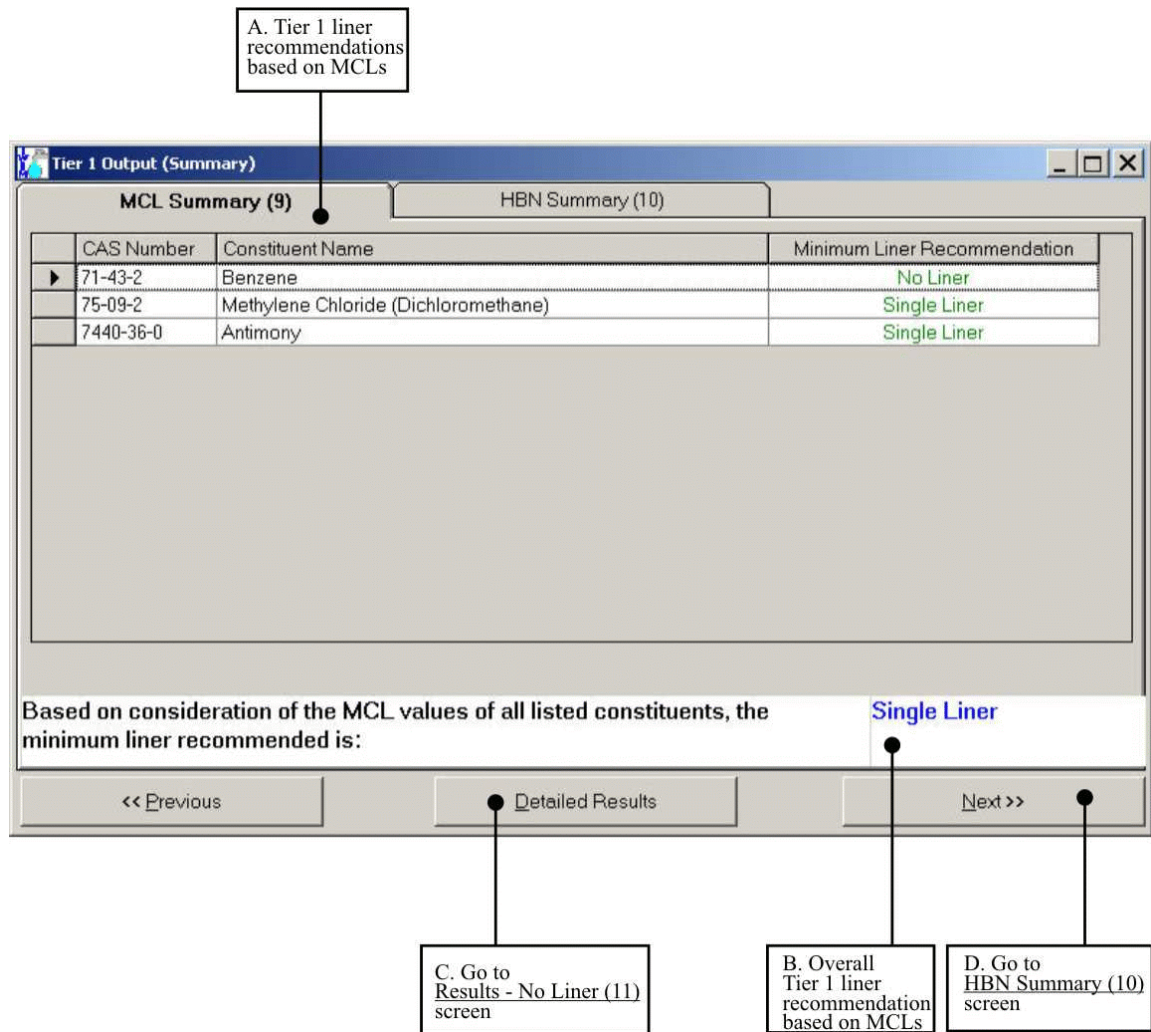 A. Tier 1 liner
recommendations
based on MCLs
Tier 1 Output (Summary)
MCL Summary (9)
HBN Summary (10)
CAS Number Constituent Name Minimum Liner Recommendation
71-43-2 Benzene No Liner
75-09-2 Methylene Chloride (Dichloromethane) Single Liner
7440-36-0 Antimony Single Liner
Based on consideration of the MCL values of all listed constituents, the
minimum liner recommended is:
Single Liner
<< Previous
Detailed Results
Next >>
C. Go to
Results - No Liner (11)
screen
B. Overall
Tier 1 liner
recommendation
based on MCLs
D. Go to
HBN Summary (10)
screen